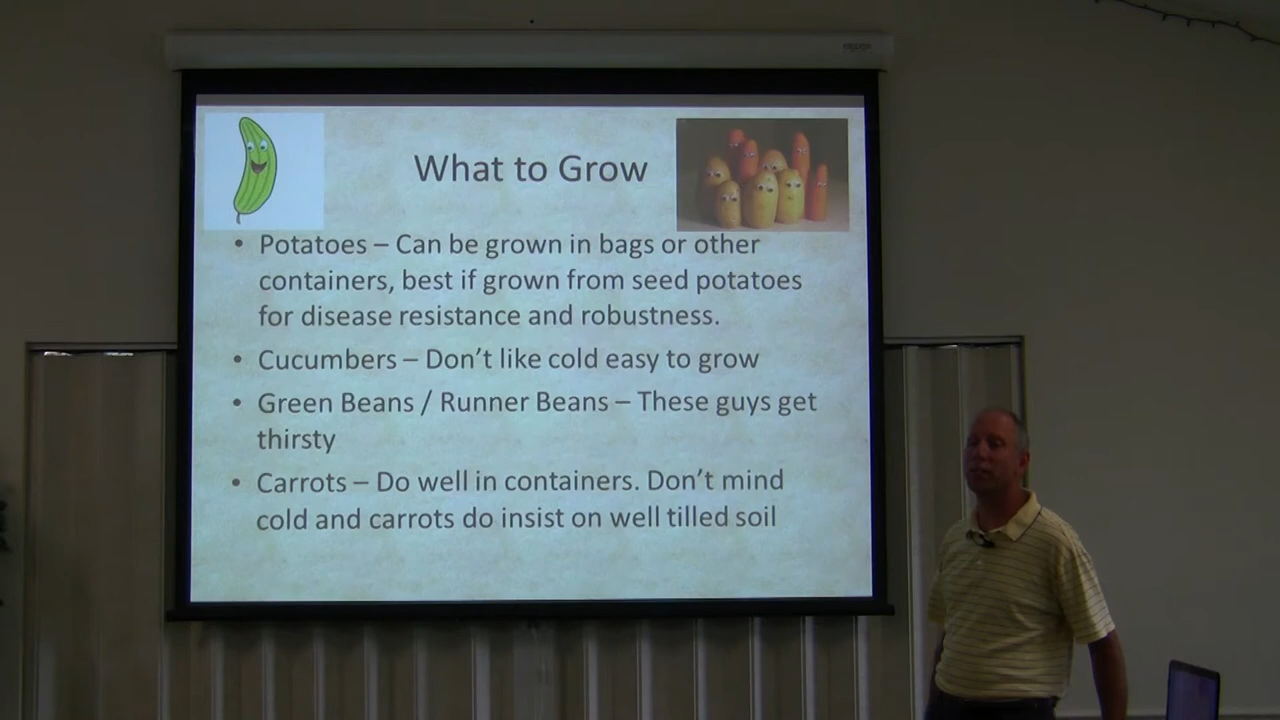 What to Grow
• Potatoes – Can be grown in bags or other
containers, best if grown from seed potatoes
for disease resistance and robustness.
• Cucumbers – Don't like cold easy to grow
• Green Beans / Runner Beans – These guys get
thirsty
• Carrots – Do well in containers. Don't mind
cold and carrots do insist on well tilled soil